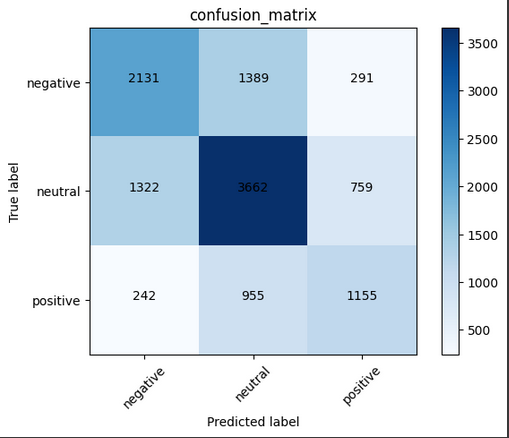 confusion_matrix
True label
negative 2131 1389 291
neutral 1322 3662 759
positive 242 955 1155
negative neutral positive
Predicted label
3500
3000
2500
2000
1500
1000
500